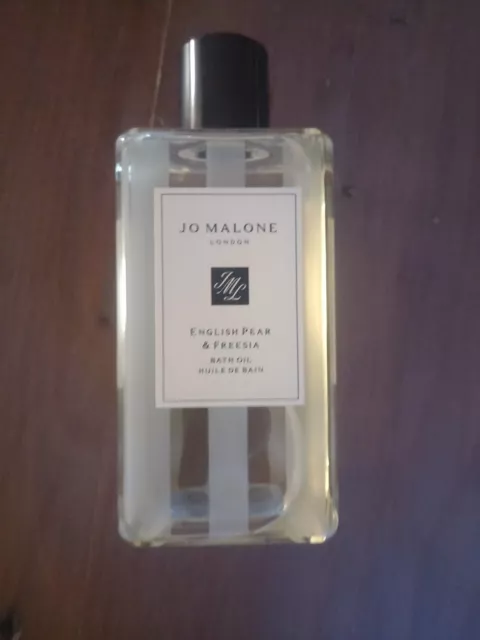 JO MALONE
LONDON
JML
ENGLISH PEAR
& FREESIA
BATH OIL
HUILE DE BAIN